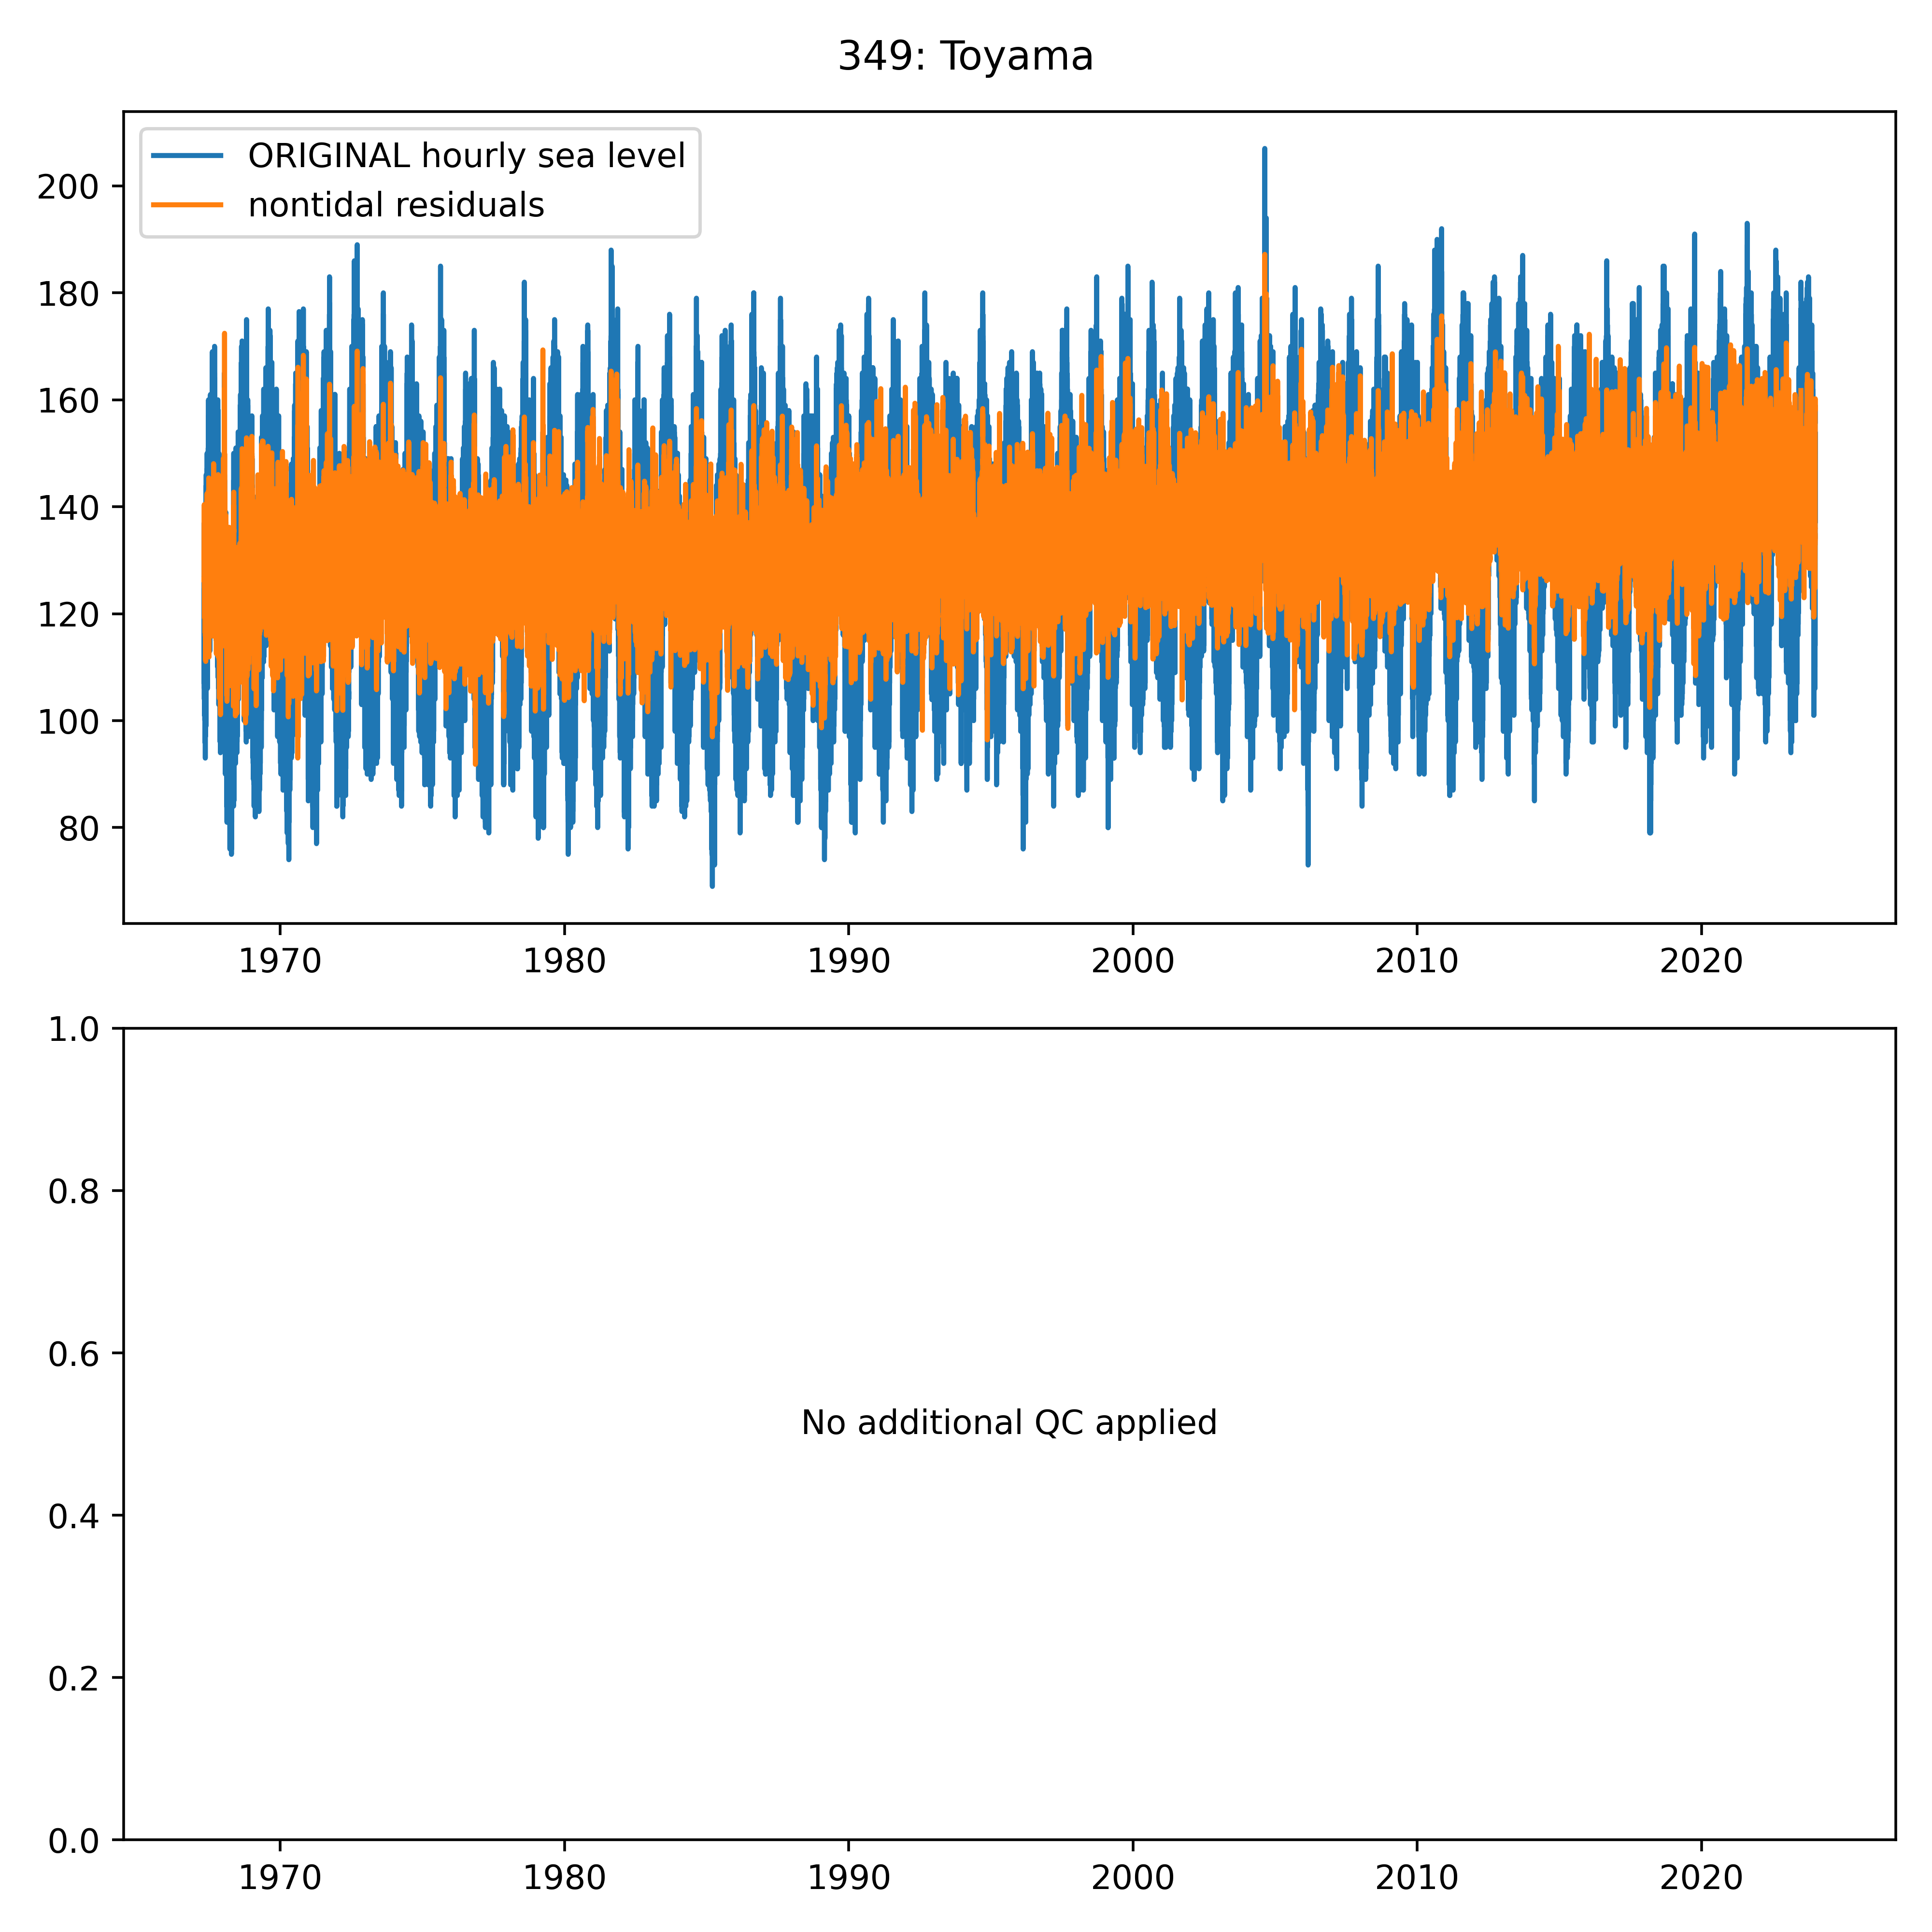 349: Toyama
ORIGINAL hourly sea level
nontidal residuals
200
180
160
140
120
100
80
1970 1980 1990 2000 2010 2020
1.0
0.8
0.6
No additional QC applied
0.4
0.2
0.0
1970 1980 1990 2000 2010 2020